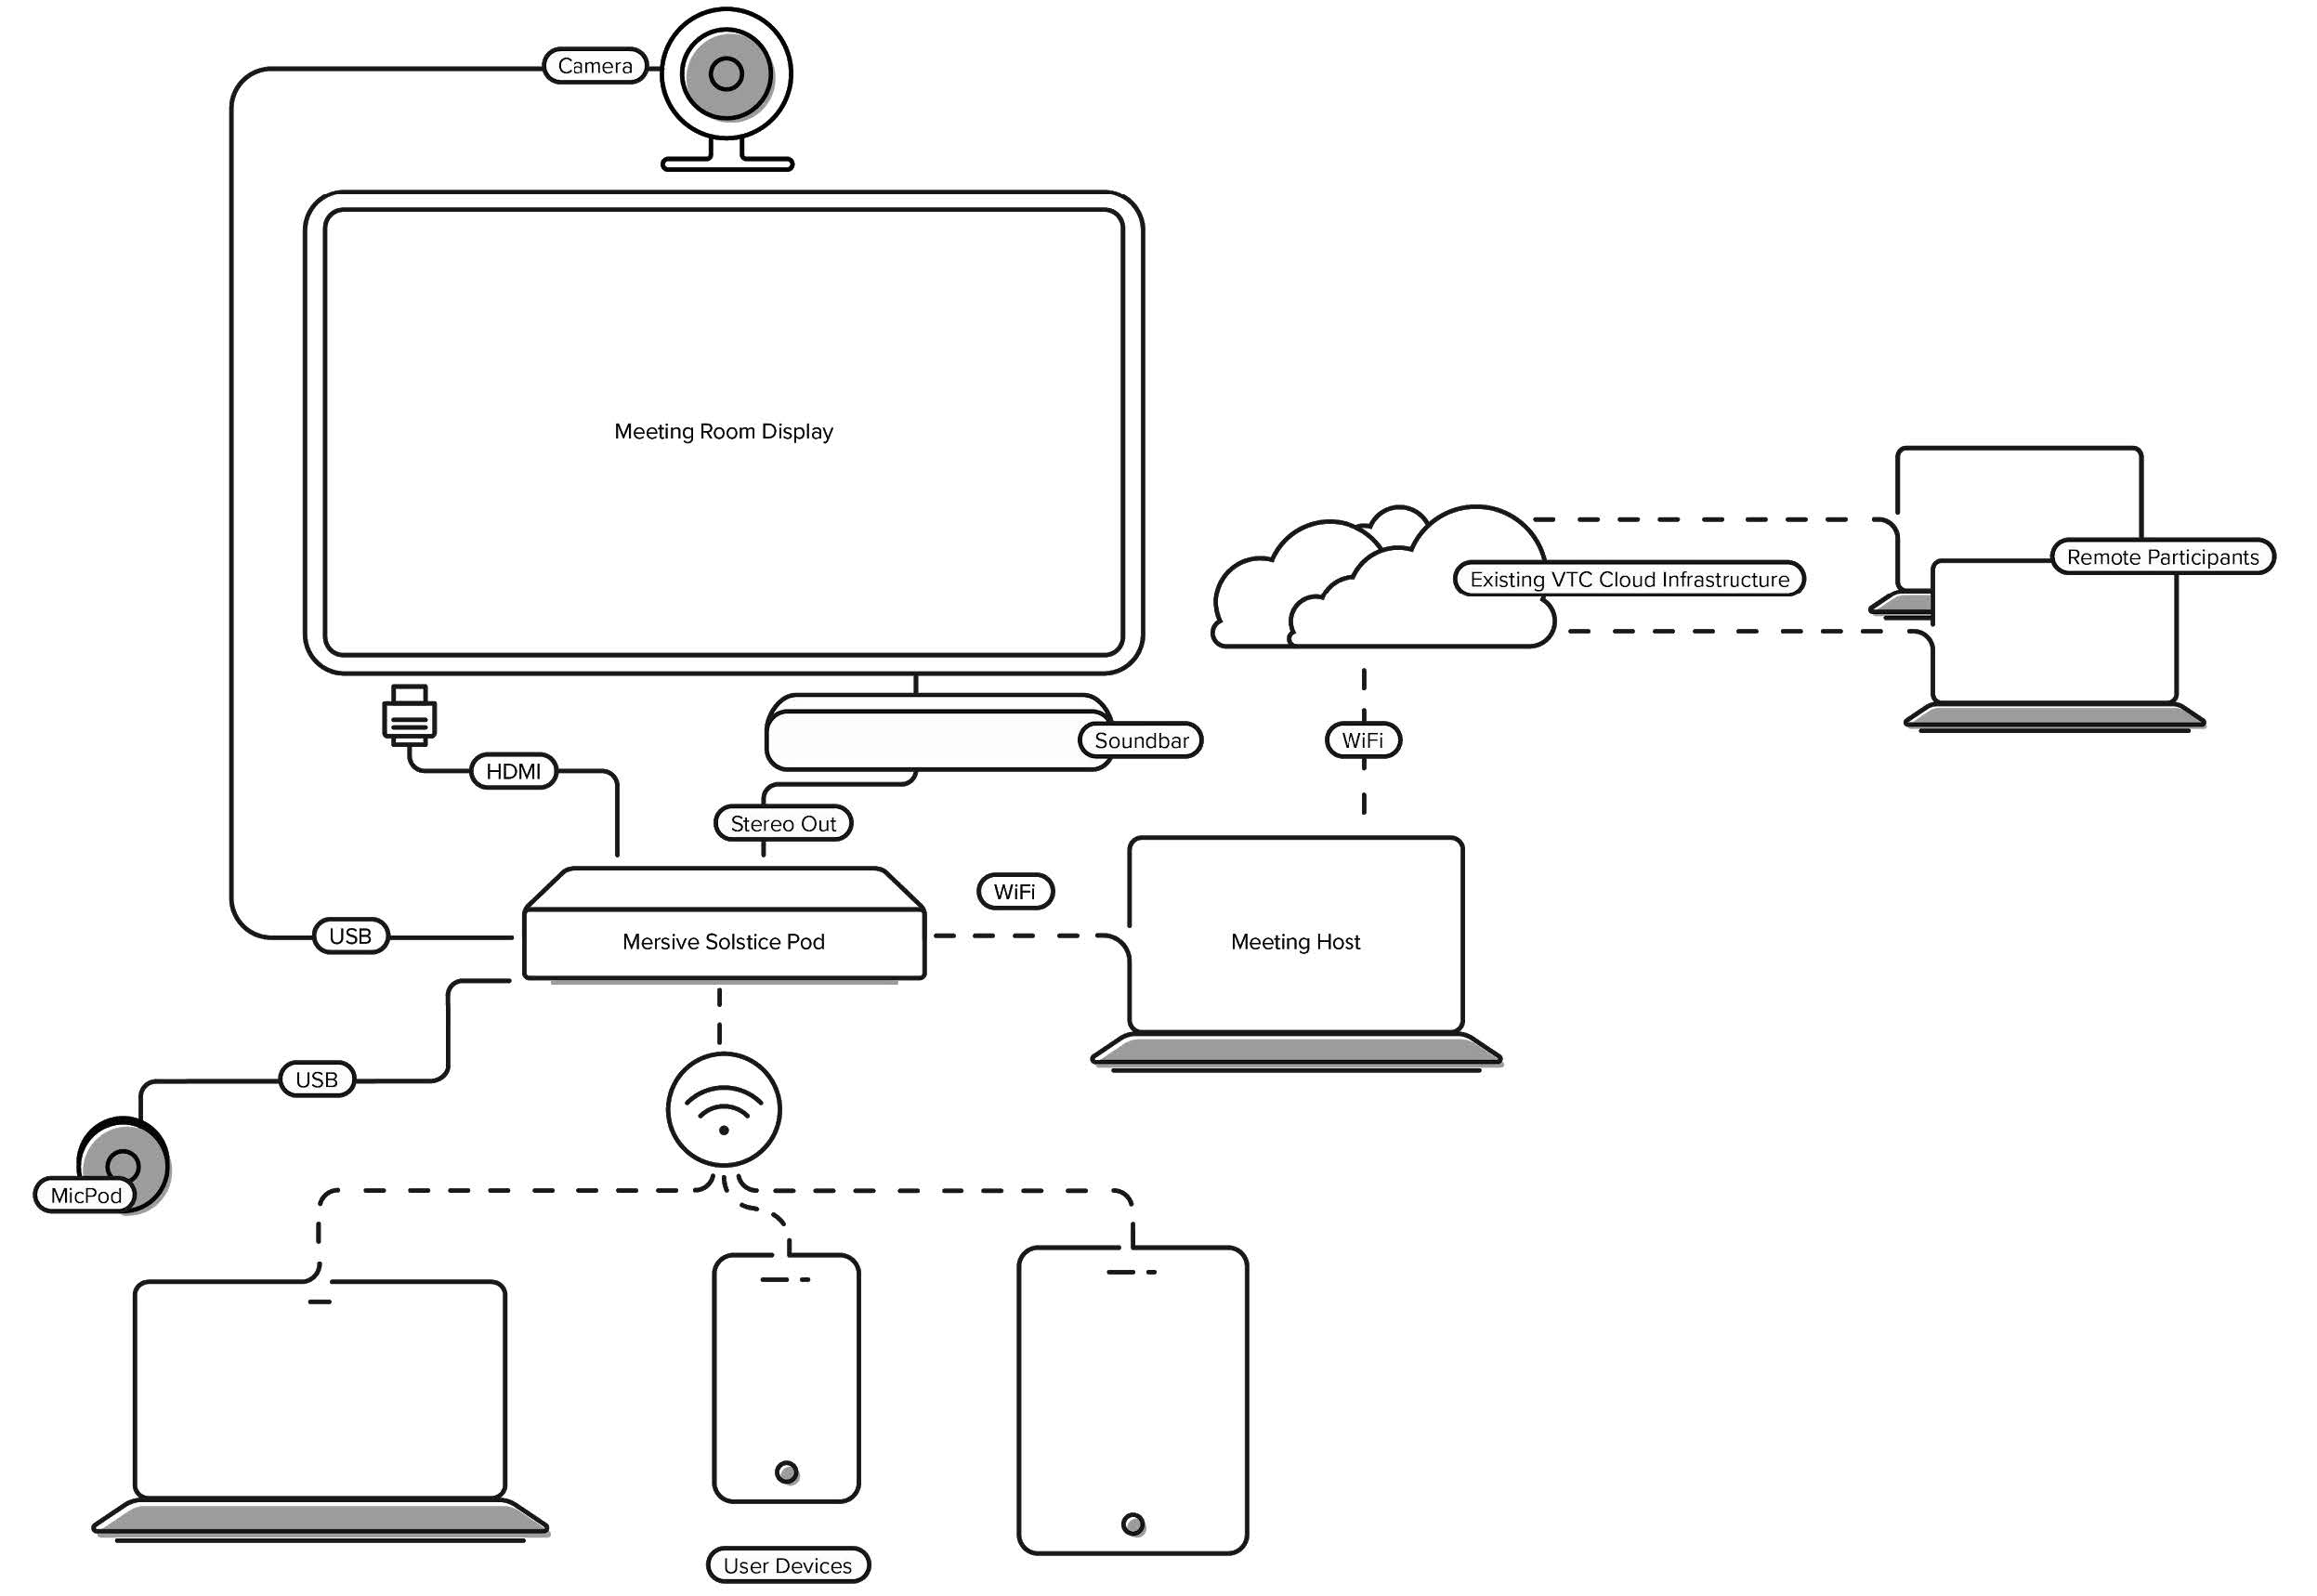 Camera
Meeting Room Display
Remote Participants
Existing VTC Cloud Infrastructure
Soundbar
WiFi
HDMI
Stereo Out
WiFi
USB
Mersive Solstice Pod
Meeting Host
USB
MicPod
User Devices